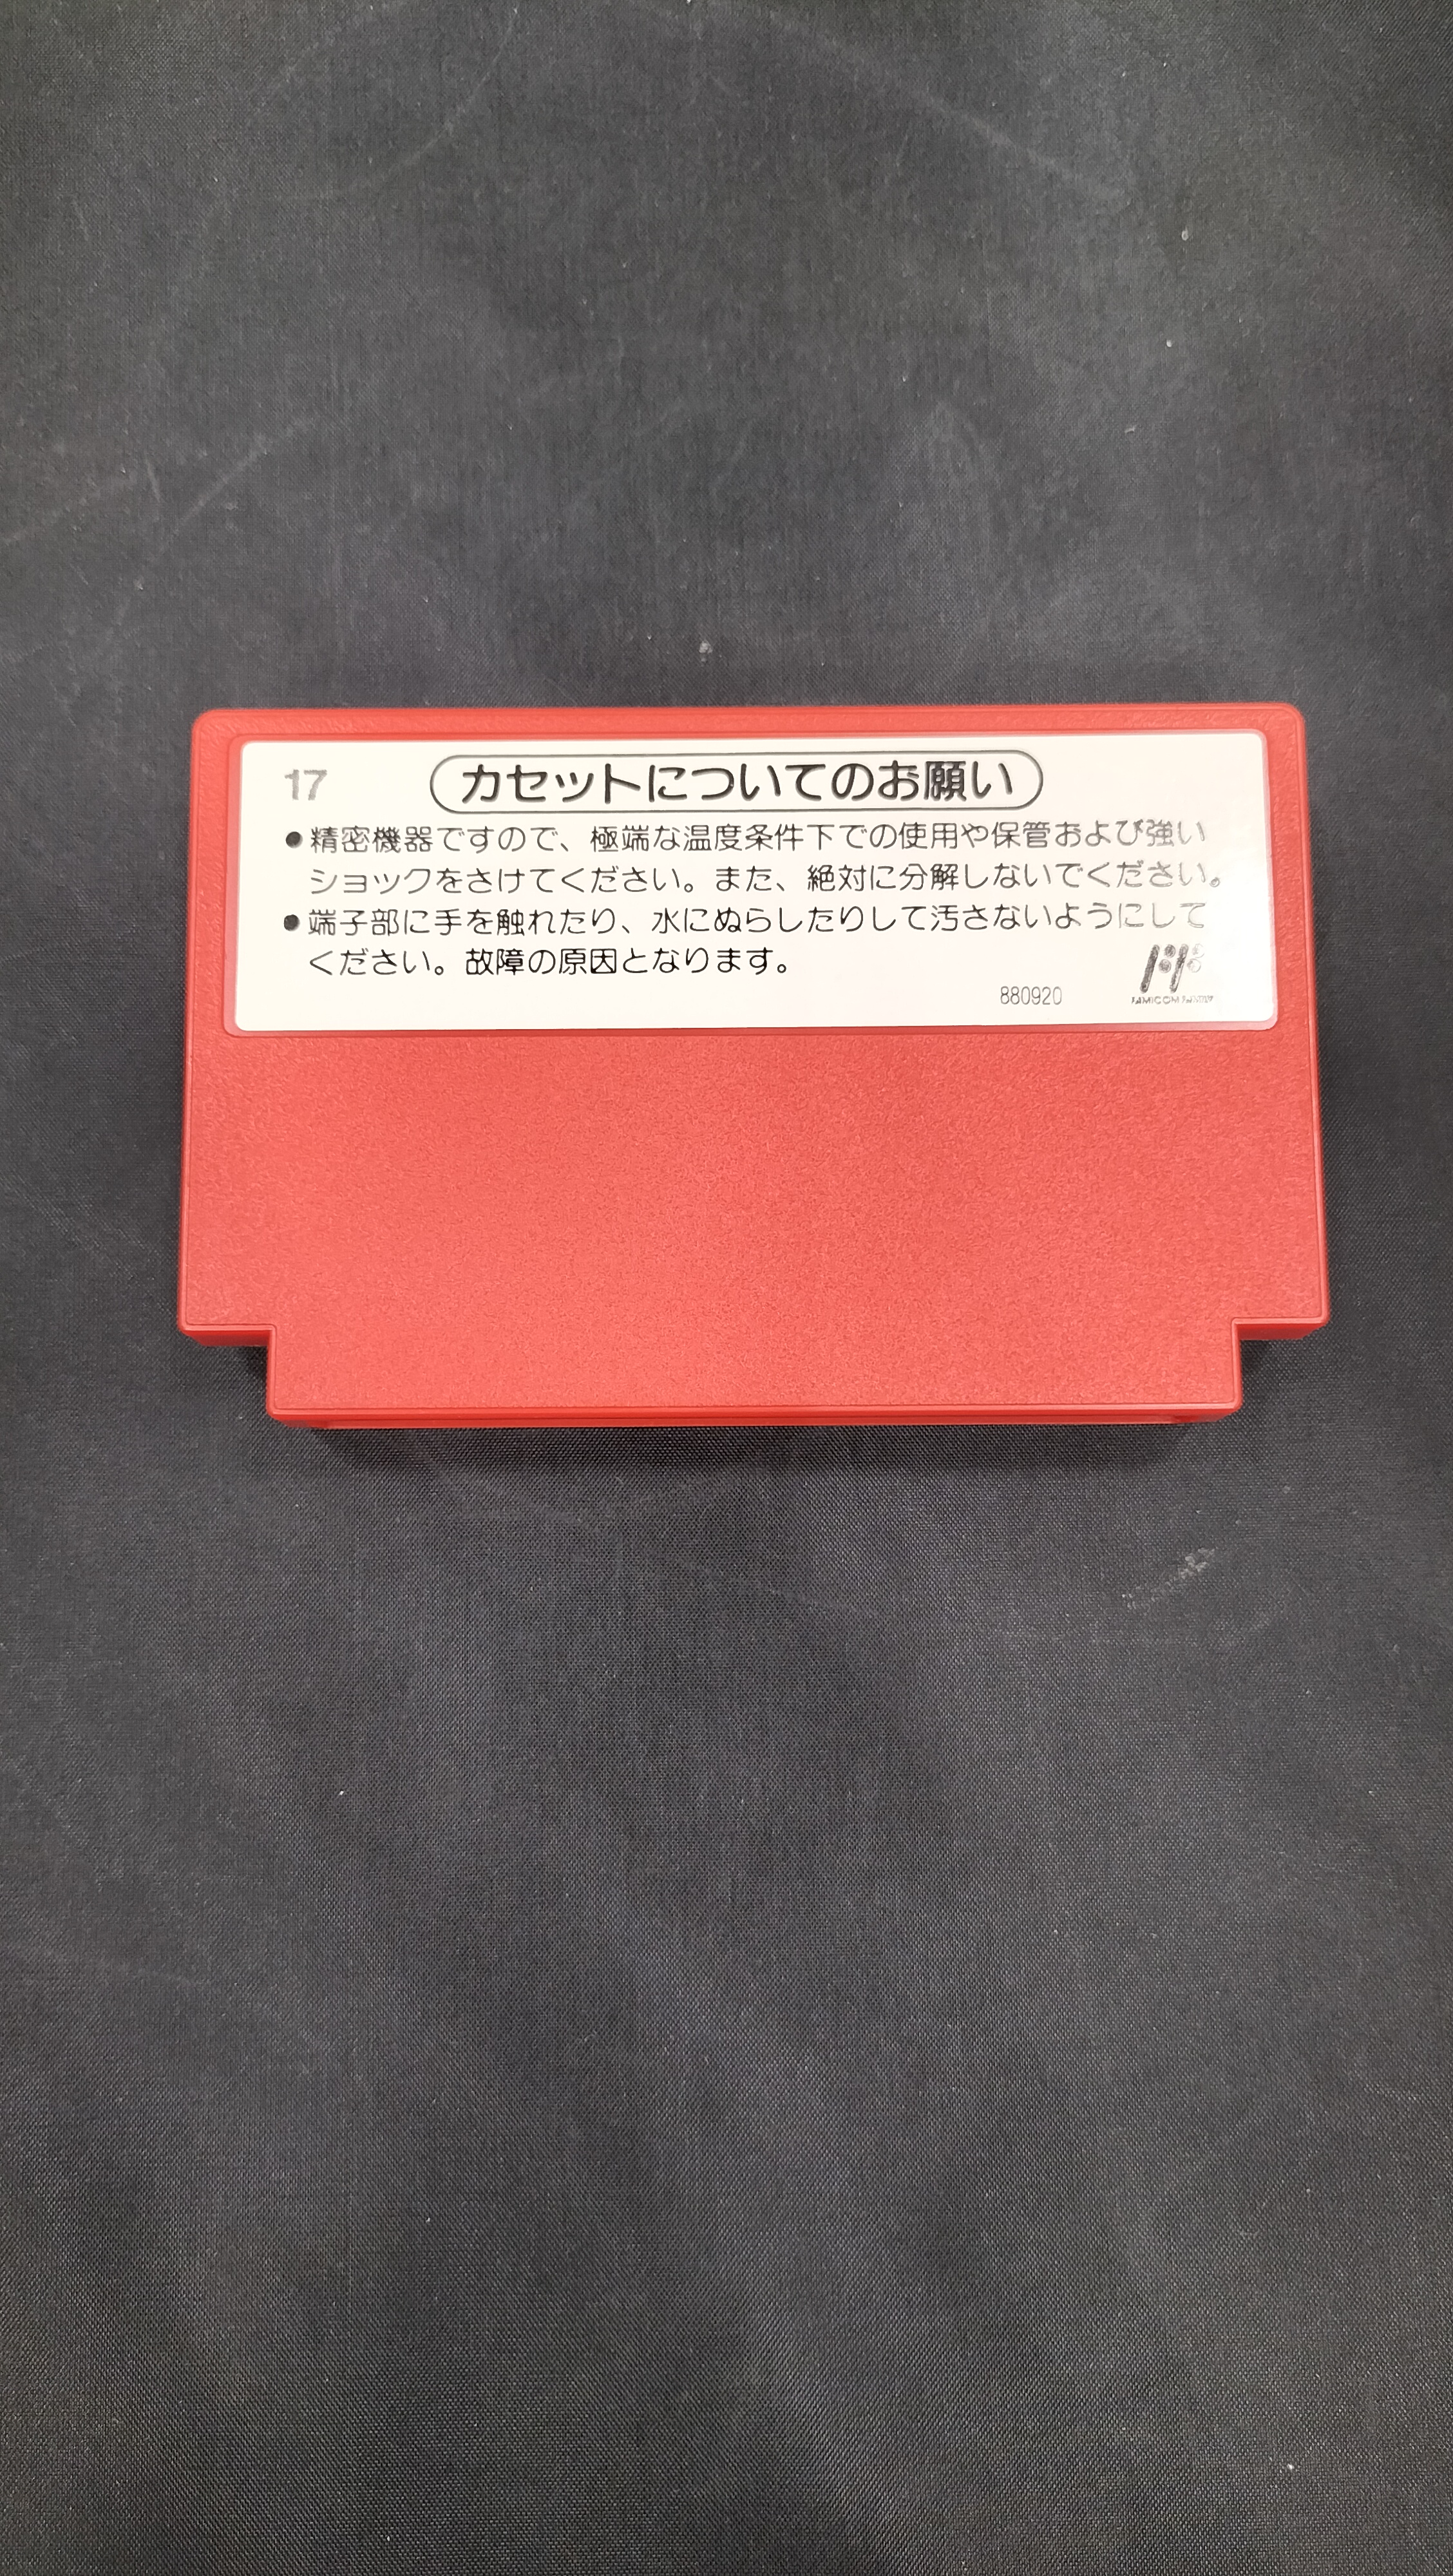 17
カセットについてのお願い
●精密機器ですので、極端な温度条件下での使用や保管および強い
ショックをさけてください。また、絶対に分解しないでください。
●端子部に手を触れたり、水にぬらしたりして汚さないようにして
ください。故障の原因となります。
880920
FAMICOM FAMILY